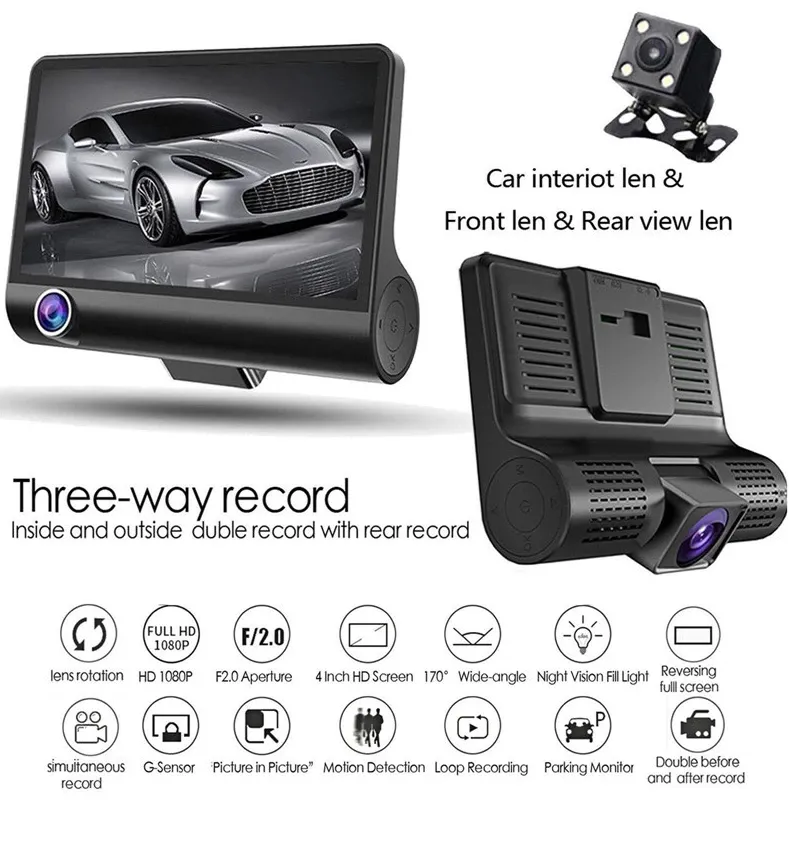 Car interiot len &
Front len & Rear view len
Three-way record
Inside and outside duble record with rear record
FULL HD
1080P
F/2.0
lens rotation
HD 1080P
F2.0 Aperture
4 Inch HD Screen
170° Wide-angle
Night Vision Fill Light
Reversing
full screen
P
simultaneous
record
G-Sensor
"Picture in Picture"
Motion Detection
Loop Recording
Parking Monitor
Double before
and after record